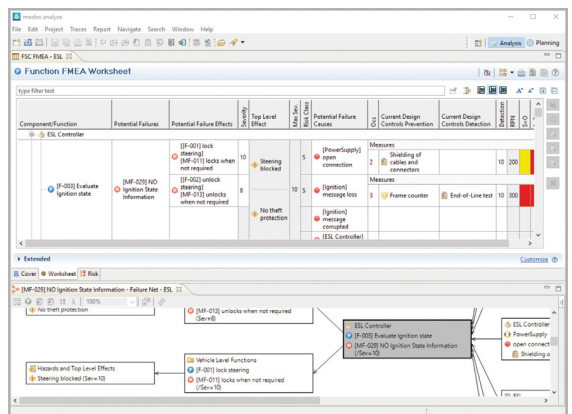 medini analyse
File Edit Project Traces Report Navigate Search Window Help
Analysis Planning
FSC FMEA - ESL
Function FMEA Worksheet
type filter text
Component/Function Potential Failures Potential Failure Effects Severity Top Level Effect Max Sev. Risk Class Potential Failure Causes Occ Current Design Controls Prevention Current Design Controls Detection Detection RPN S×O
ESL Controller
[F-003] Evaluate Ignition state
[MF-029] NO Ignition State Information
[[F-001] lock steering]
[MF-011] locks when not required
10
Steering blocked
10
S
[PowerSupply] open connection
Measures
2 Shielding of cables and connectors 10 200
[[F-002] unlock steering]
[MF-013] unlocks when not required
8
No theft protection
S
[Ignition] message loss
Measures
3 Frame counter End-of-Line test 10 300
[Ignition] message corrupted
[ESL Controller]
Extended
Customize
Cover Worksheet Risk
[MF-029] NO Ignition State Information - Failure Net - ESL
100%
No theft protection
[MF-013] unlocks when not required (Sev=8)
Hazards and Top Level Effects
Steering blocked (Sev=10)
Vehicle Level Functions
[F-001] lock steering
[MF-011] locks when not required (/Sev=10)
ESL Controller
[F-003] Evaluate Ignition state
[MF-029] NO Ignition State Information (/Sev=10)
ESL Controller
PowerSupply
open connect
Shielding o